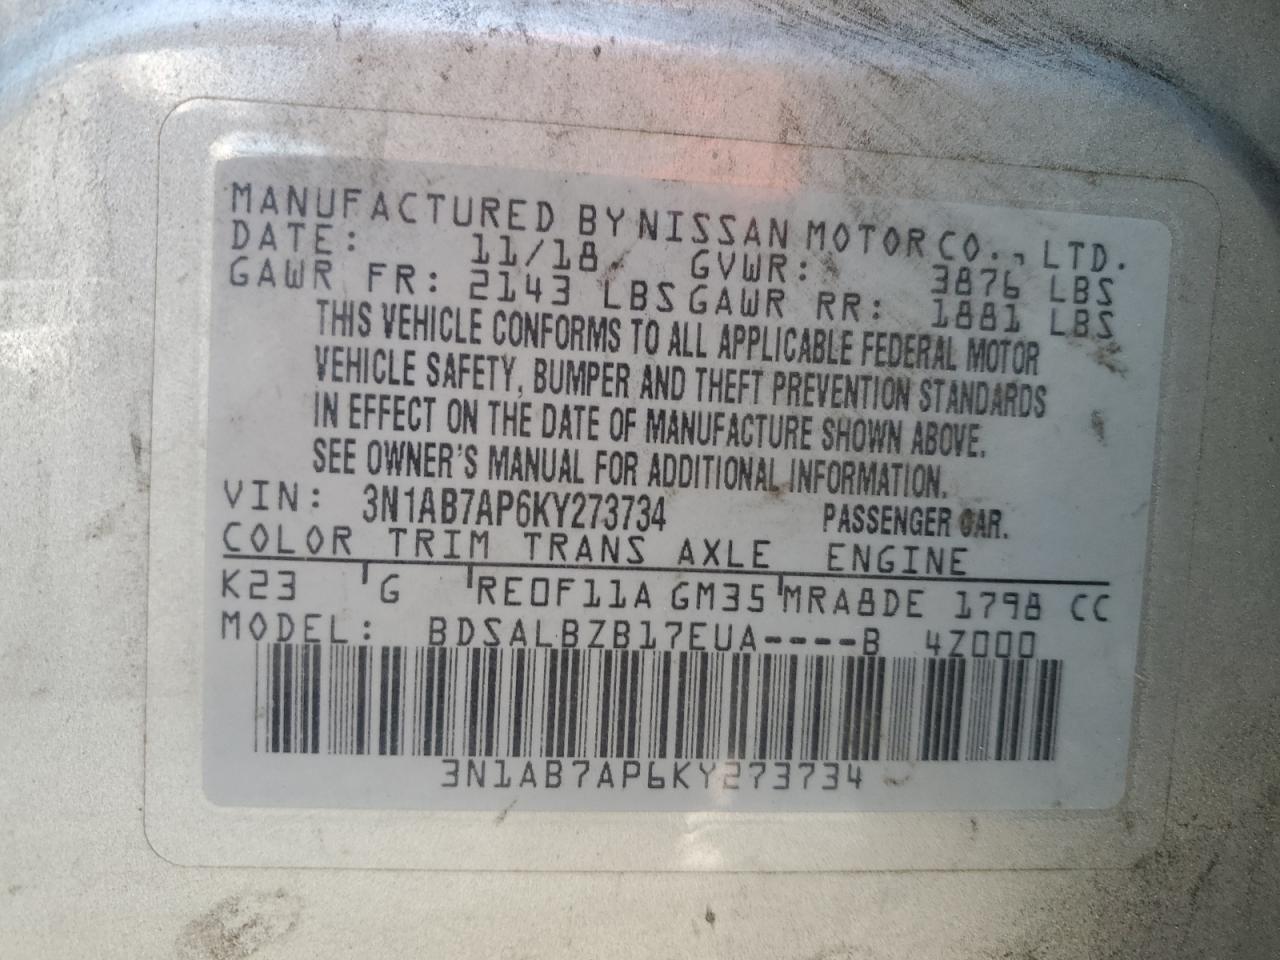 MANUFACTURED BY NISSAN MOTOR CO., LTD.
DATE: 11/18 GVWR: 3876 LBS
GAWR FR: 2143 LBS GAWR RR: 1881 LBS
THIS VEHICLE CONFORMS TO ALL APPLICABLE FEDERAL MOTOR
VEHICLE SAFETY, BUMPER AND THEFT PREVENTION STANDARDS
IN EFFECT ON THE DATE OF MANUFACTURE SHOWN ABOVE.
SEE OWNER'S MANUAL FOR ADDITIONAL INFORMATION.
VIN: 3N1AB7AP6KY273734 PASSENGER CAR.
COLOR TRIM TRANS AXLE ENGINE
K23 G RE0F11A GM35 MRA8DE 1798 CC
MODEL: BDSALBZB17EUA----B 4Z000
3N1AB7AP6KY273734